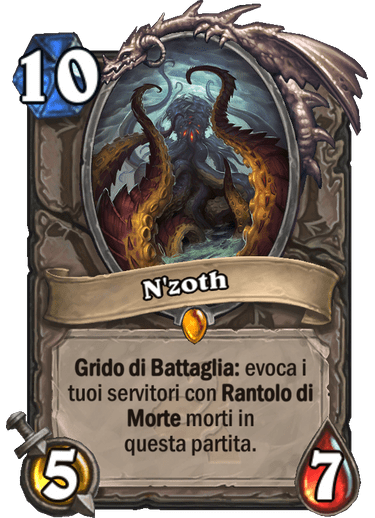 10
N'zoth
Grido di Battaglia: evoca i
tuoi servitori con Rantolo di
Morte morti in
questa partita.
5
7